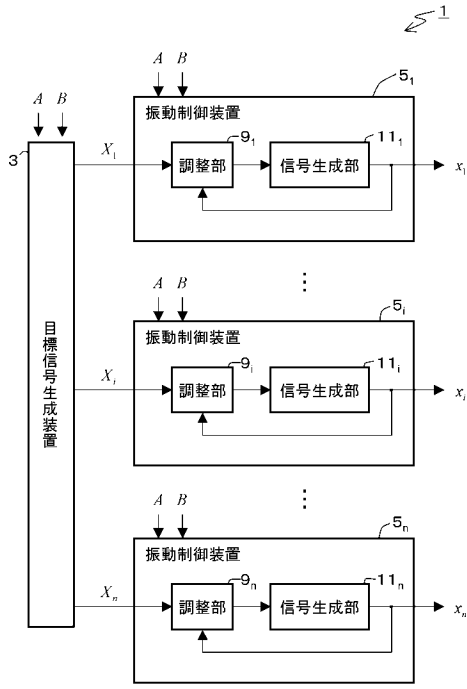 1
A B
5₁
振動制御装置
A B
3
X₁
9₁
調整部
11₁
信号生成部
x₁
目標信号生成装置
⋮
A B
5ᵢ
振動制御装置
Xᵢ
9ᵢ
調整部
11ᵢ
信号生成部
xᵢ
⋮
A B
5ₙ
振動制御装置
Xₙ
9ₙ
調整部
11ₙ
信号生成部
xₙ